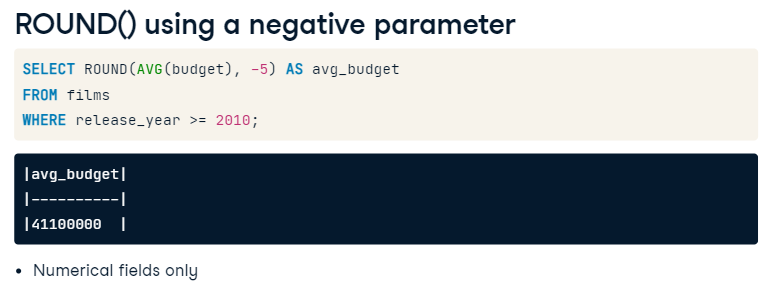 ROUND() using a negative parameter
SELECT ROUND(AVG(budget), -5) AS avg_budget
FROM films
WHERE release_year >= 2010;
|avg_budget|
|----------|
|41100000  |
• Numerical fields only